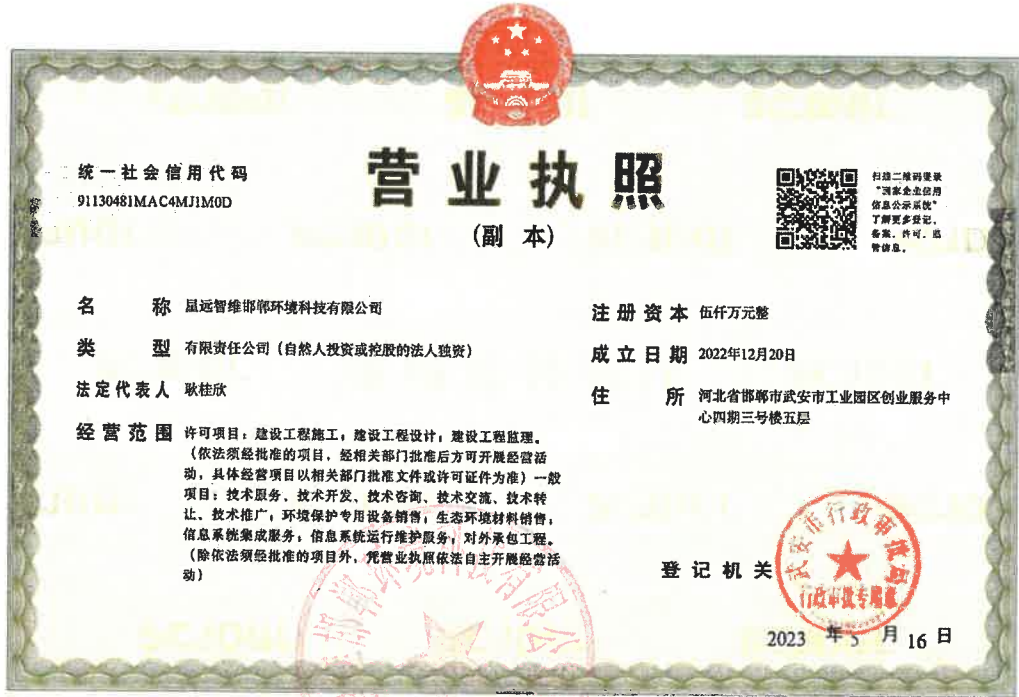 统一社会信用代码
91130481MAC4MJ1M0D
营业执照
(副 本)
扫描二维码登录
"国家企业信用
信息公示系统"
了解更多登记、
备案、许可、监
管信息。
名 称 星远智维邯郸环境科技有限公司
类 型 有限责任公司(自然人投资或控股的法人独资)
法定代表人 耿桂欣
经营范围 许可项目:建设工程施工;建设工程设计;建设工程监理。
(依法须经批准的项目,经相关部门批准后方可开展经营活
动,具体经营项目以相关部门批准文件或许可证件为准)一般
项目:技术服务、技术开发、技术咨询、技术交流、技术转
让、技术推广;环境保护专用设备销售;生态环境材料销售;
信息系统集成服务;信息系统运行维护服务;对外承包工程。
(除依法须经批准的项目外,凭营业执照依法自主开展经营活
动)
注册资本 伍仟万元整
成立日期 2022年12月20日
住 所 河北省邯郸市武安市工业园区创业服务中
心四期三号楼五层
登记机关
武安市行政审批局
行政审批专用章
2023 年 5 月 16 日
邯郸环境科技有限公